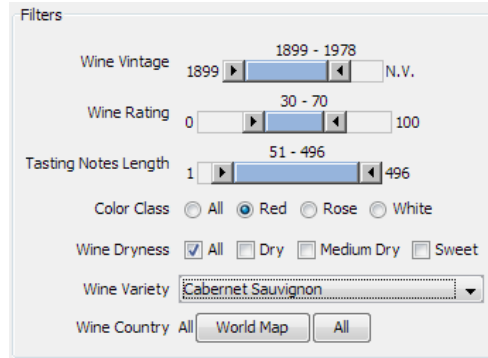 Filters
1899 - 1978
Wine Vintage 1899 N.V.
30 - 70
Wine Rating 0 100
51 - 496
Tasting Notes Length 1 496
Color Class All Red Rose White
Wine Dryness All Dry Medium Dry Sweet
Wine Variety Cabernet Sauvignon
Wine Country All World Map All